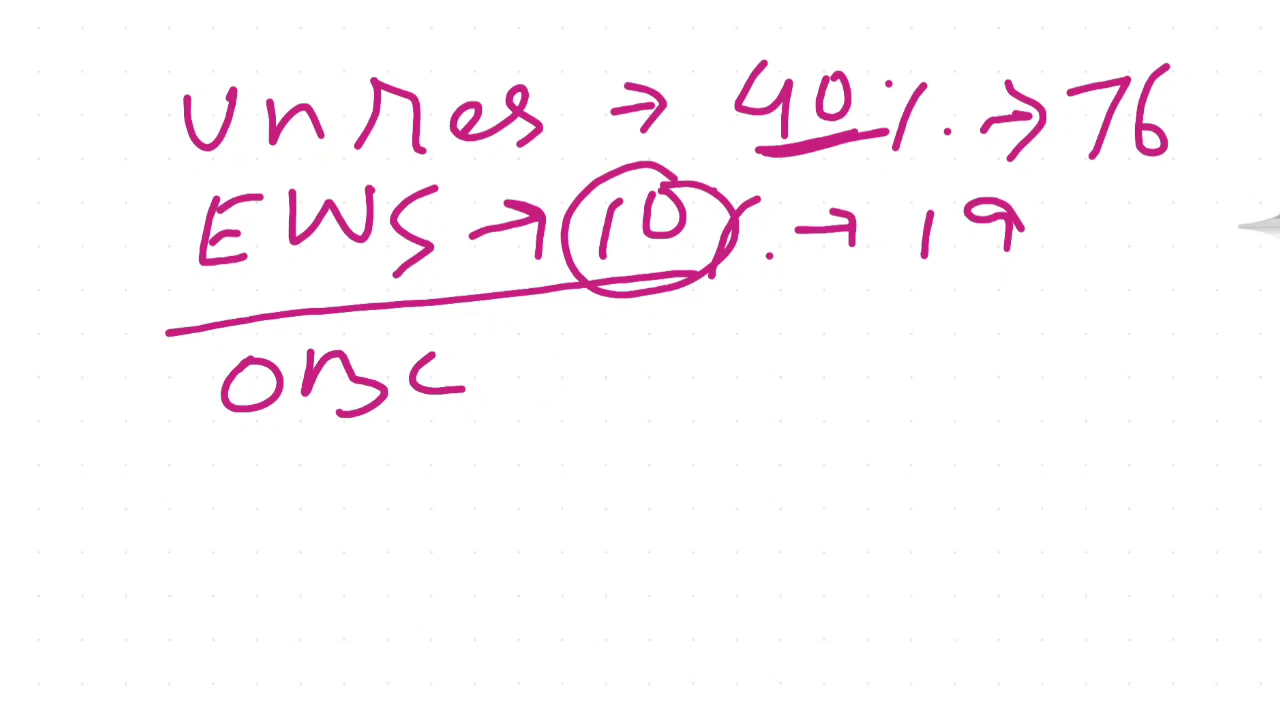 UnRes → 40% → 76
EWS → 10% → 19
OBC